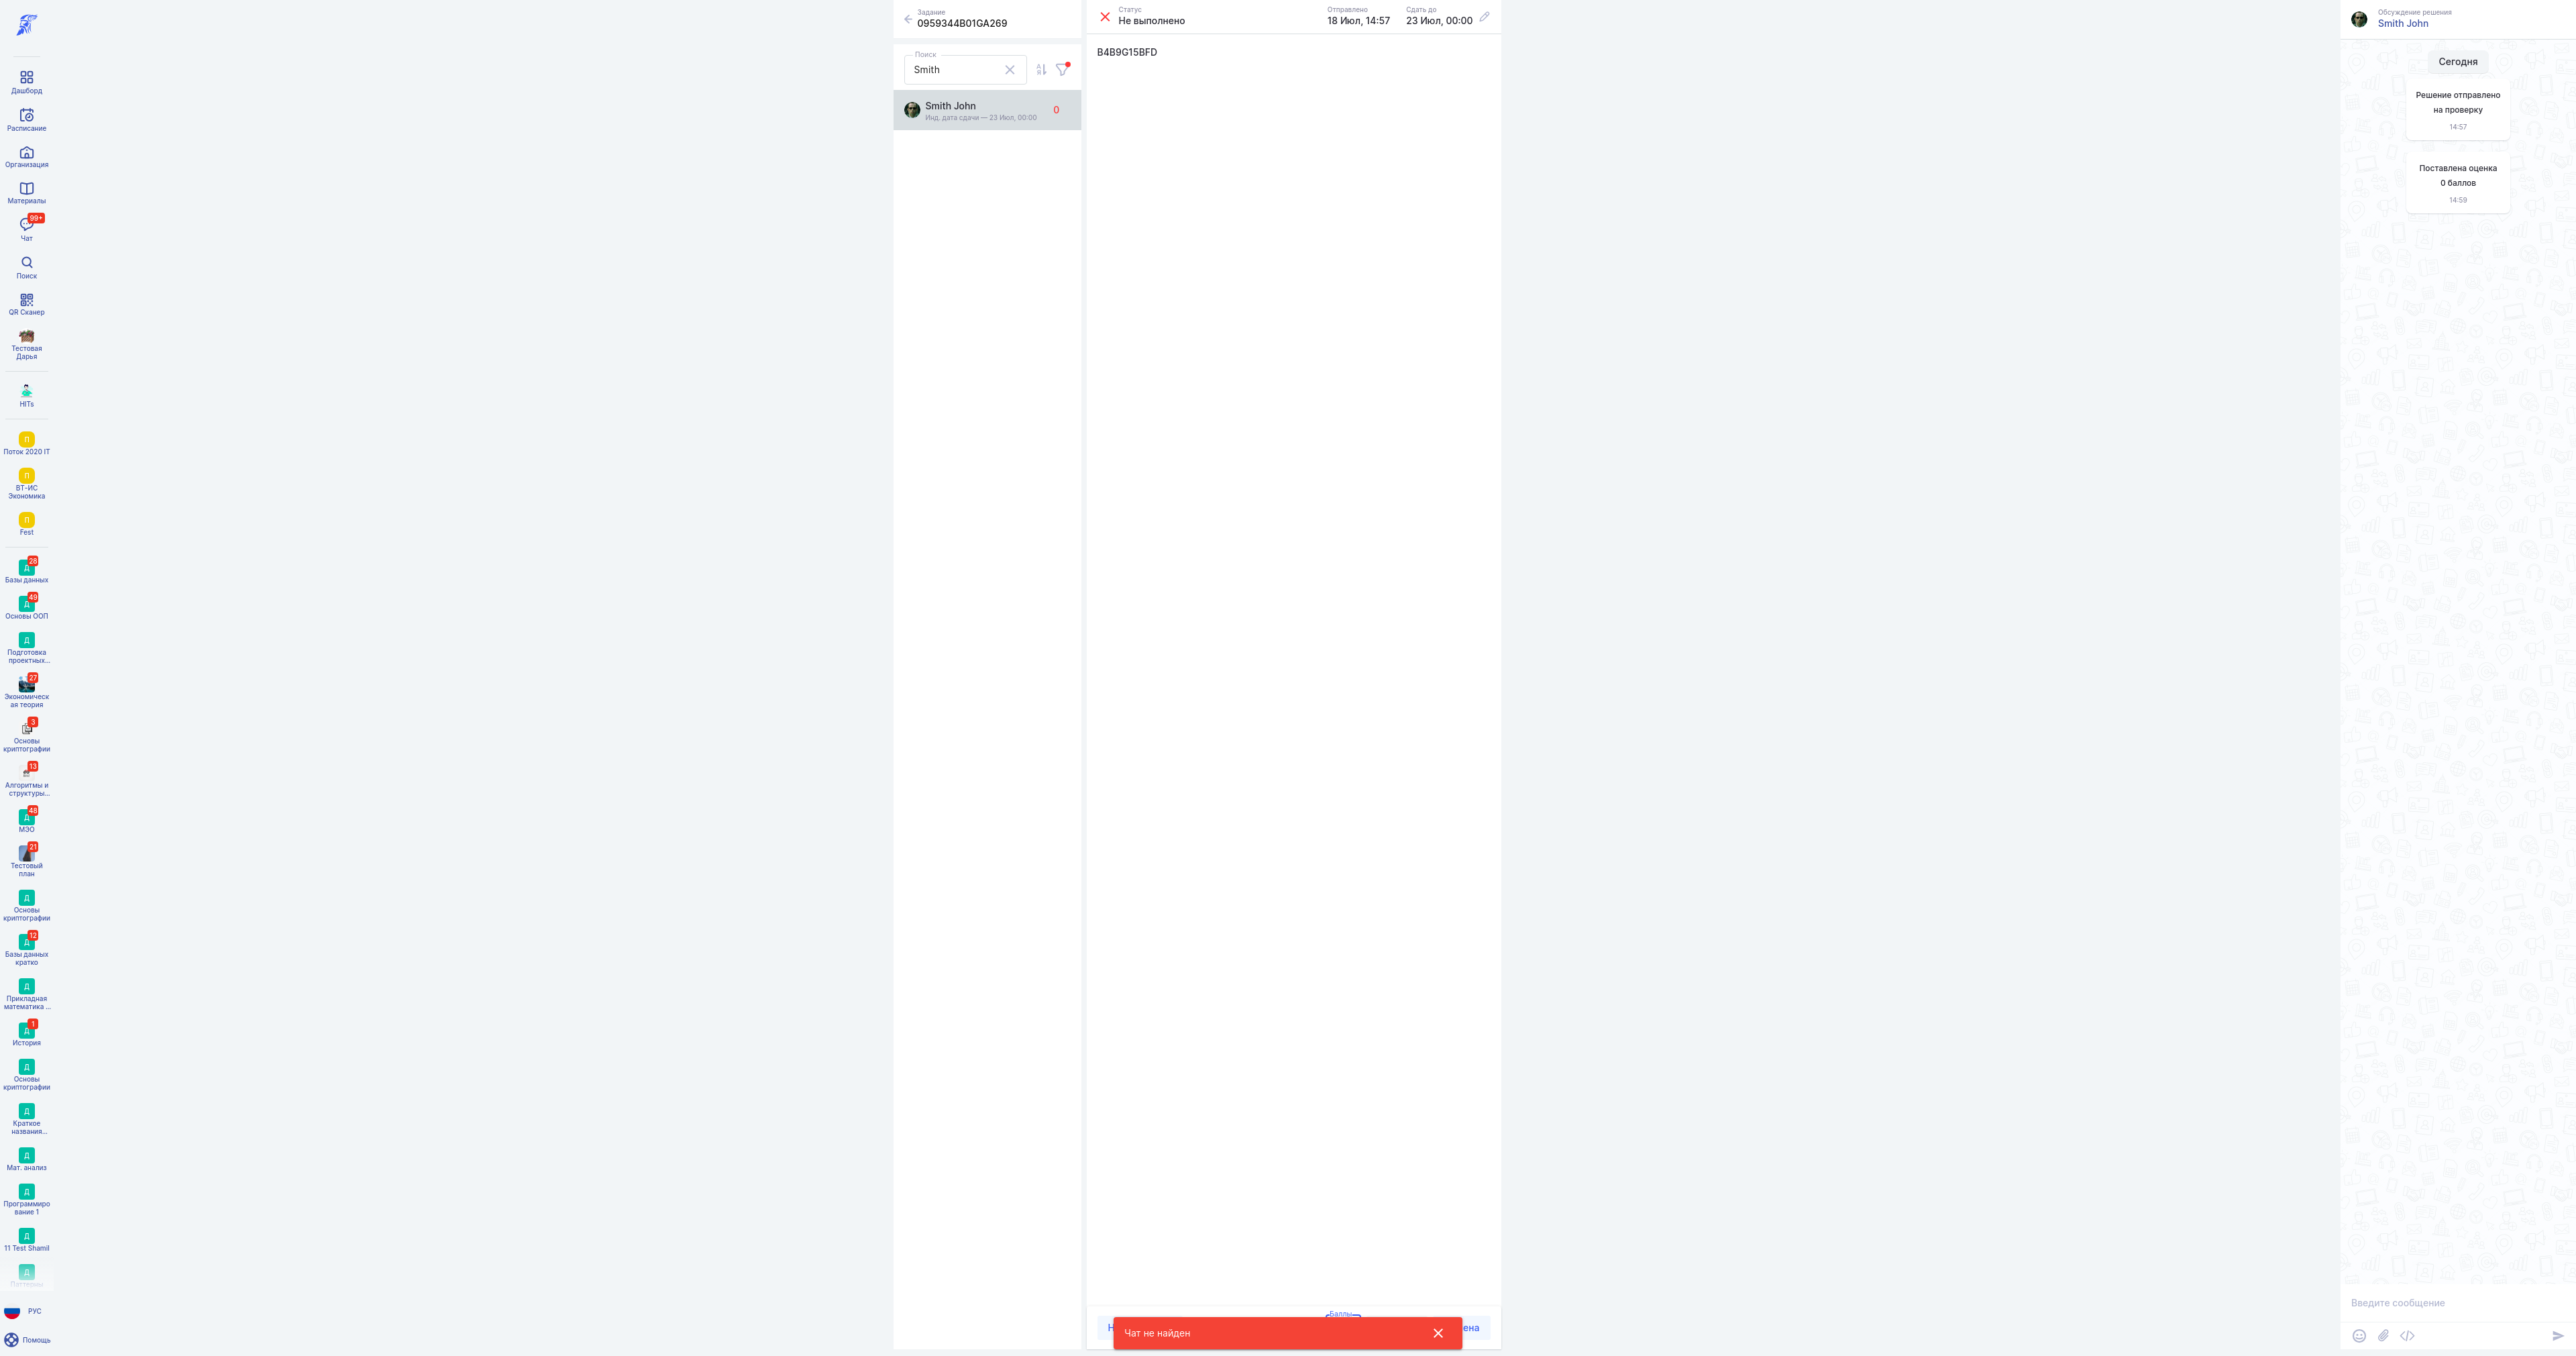 Дашборд
Расписание
Организация
Материалы
99+
Чат
Поиск
QR Сканер
Тестовая
Дарья
HITs
П
Поток 2020 IT
П
ВТ-ИС
Экономика
П
Fest
28
Д
Базы данных
49
Д
Основы ООП
Д
Подготовка
проектных...
27
Экономическ
ая теория
3
Основы
криптографии
13
Алгоритмы и
структуры...
48
Д
МЭО
21
Тестовый
план
Д
Основы
криптографии
12
Д
Базы данных
кратко
Д
Прикладная
математика ...
1
Д
История
Д
Основы
криптографии
Д
Краткое
названия...
Д
Мат. анализ
Д
Программиро
вание 1
Д
11 Test Shamil
Д
Паттерны
РУС
Помощь
Задание
0959344B01GA269
Поиск
Smith
Smith John
Инд. дата сдачи — 23 Июл, 00:00
0
Статус
Не выполнено
Отправлено
18 Июл, 14:57
Сдать до
23 Июл, 00:00
B4B9G15BFD
Баллы
Чат не найден
Обсуждение решения
Smith John
Сегодня
Решение отправлено
на проверку
14:57
Поставлена оценка
0 баллов
14:59
Введите сообщение